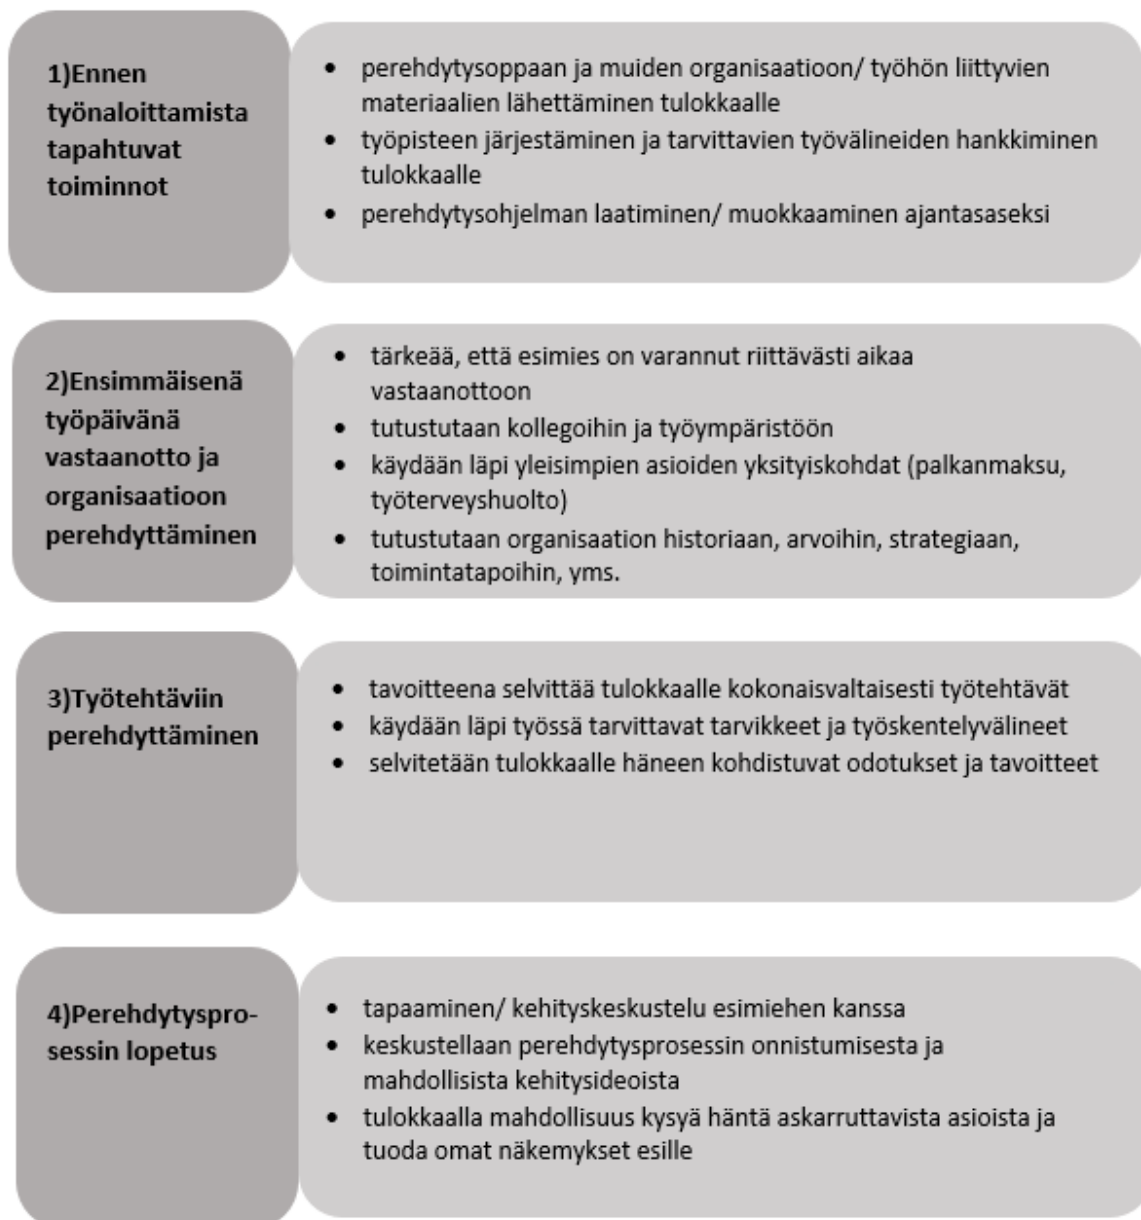 1)Ennen
työnaloittamista
tapahtuvat
toiminnot
• perehdytysoppaan ja muiden organisaatioon/ työhön liittyvien
materiaalien lähettäminen tulokkaalle
• työpisteen järjestäminen ja tarvittavien työvälineiden hankkiminen
tulokkaalle
• perehdytysohjelman laatiminen/ muokkaaminen ajantasaseksi
2)Ensimmäisenä
työpäivänä
vastaanotto ja
organisaatioon
perehdyttäminen
• tärkeää, että esimies on varannut riittävästi aikaa
vastaanottoon
• tutustutaan kollegoihin ja työympäristöön
• käydään läpi yleisimpien asioiden yksityiskohdat (palkanmaksu,
työterveyshuolto)
• tutustutaan organisaation historiaan, arvoihin, strategiaan,
toimintatapoihin, yms.
3)Työtehtäviin
perehdyttäminen
• tavoitteena selvittää tulokkaalle kokonaisvaltaisesti työtehtävät
• käydään läpi työssä tarvittavat tarvikkeet ja työskentelyvälineet
• selvitetään tulokkaalle häneen kohdistuvat odotukset ja tavoitteet
4)Perehdytyspro-
sessin lopetus
• tapaaminen/ kehityskeskustelu esimiehen kanssa
• keskustellaan perehdytysprosessin onnistumisesta ja
mahdollisista kehitysideoista
• tulokkaalla mahdollisuus kysyä häntä askarruttavista asioista ja
tuoda omat näkemykset esille